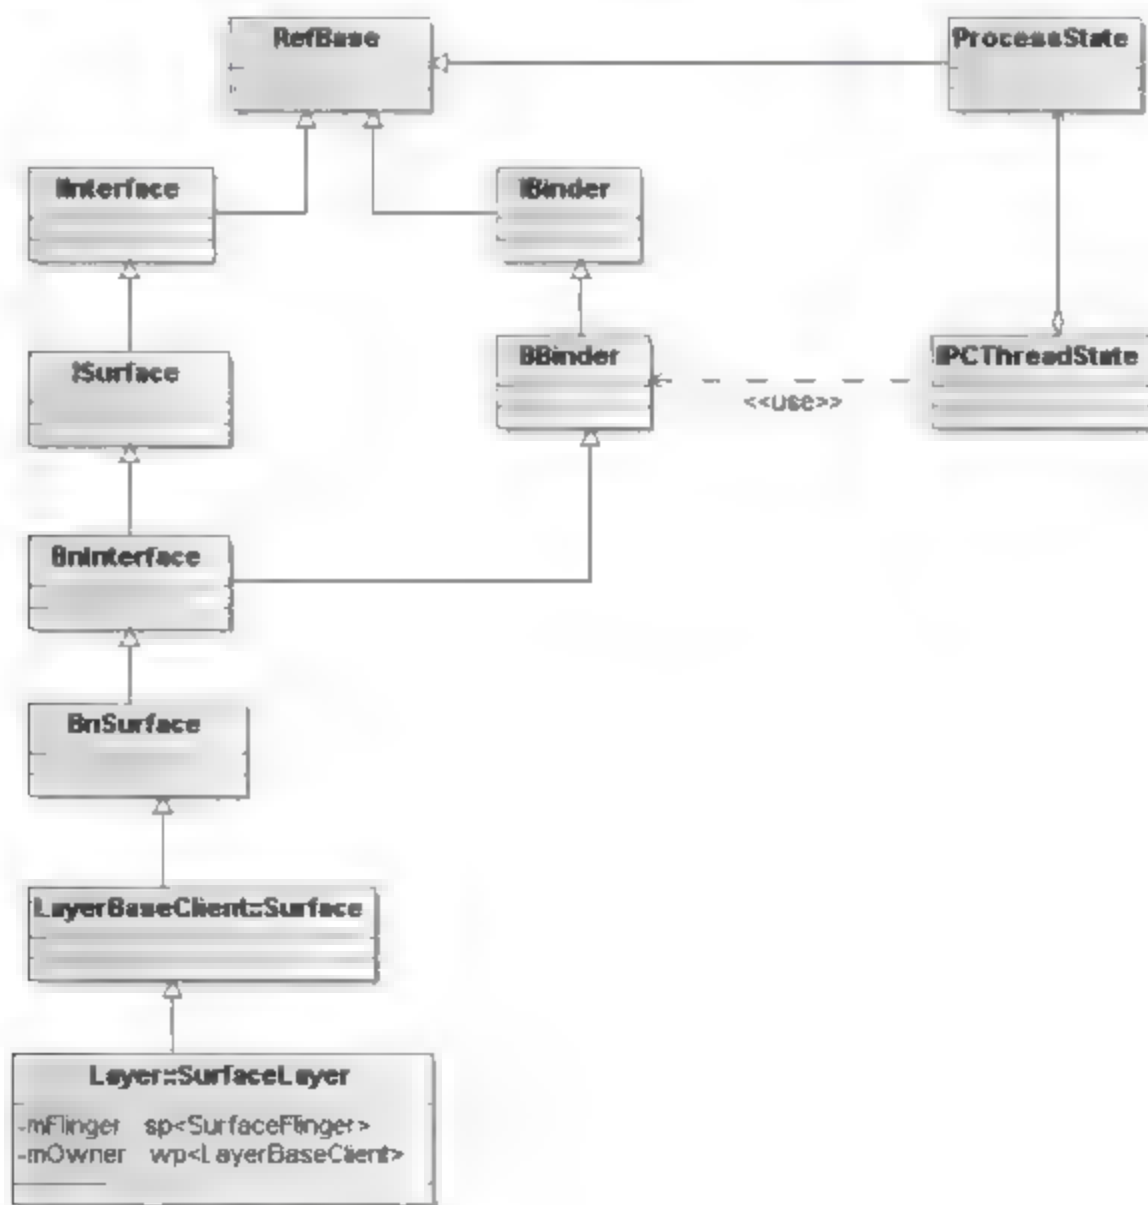 RefBase
ProcessState
IInterface
IBinder
ISurface
BBinder
IPCThreadState
<<use>>
BnInterface
BnSurface
LayerBaseClient::Surface
Layer::SurfaceLayer
-mFlinger sp<SurfaceFlinger>
-mOwner wp<LayerBaseClient>